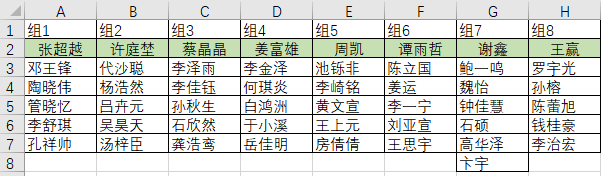 A B C D E F G H
1 组1 组2 组3 组4 组5 组6 组7 组8
2 张超越 许庭埜 蔡晶晶 姜富雄 周凯 谭雨哲 谢鑫 王赢
3 邓王锋 代沙聪 李泽雨 李金泽 池铄非 陈立国 鲍一鸣 罗宇光
4 陶晓伟 杨浩然 李佳钰 何琪炎 李崎铭 姜运 魏怡 孙榕
5 管晓忆 吕卉元 孙秋生 白鸿洲 黄文宣 李一宁 钟佳慧 陈蕾旭
6 李舒琪 吴昊天 石欣然 于小溪 王上元 刘亚宣 石硕 钱桂豪
7 孔祥帅 汤梓臣 龚浩鸾 岳佳明 房倩倩 王思宇 高华泽 李治宏
8 卞宇